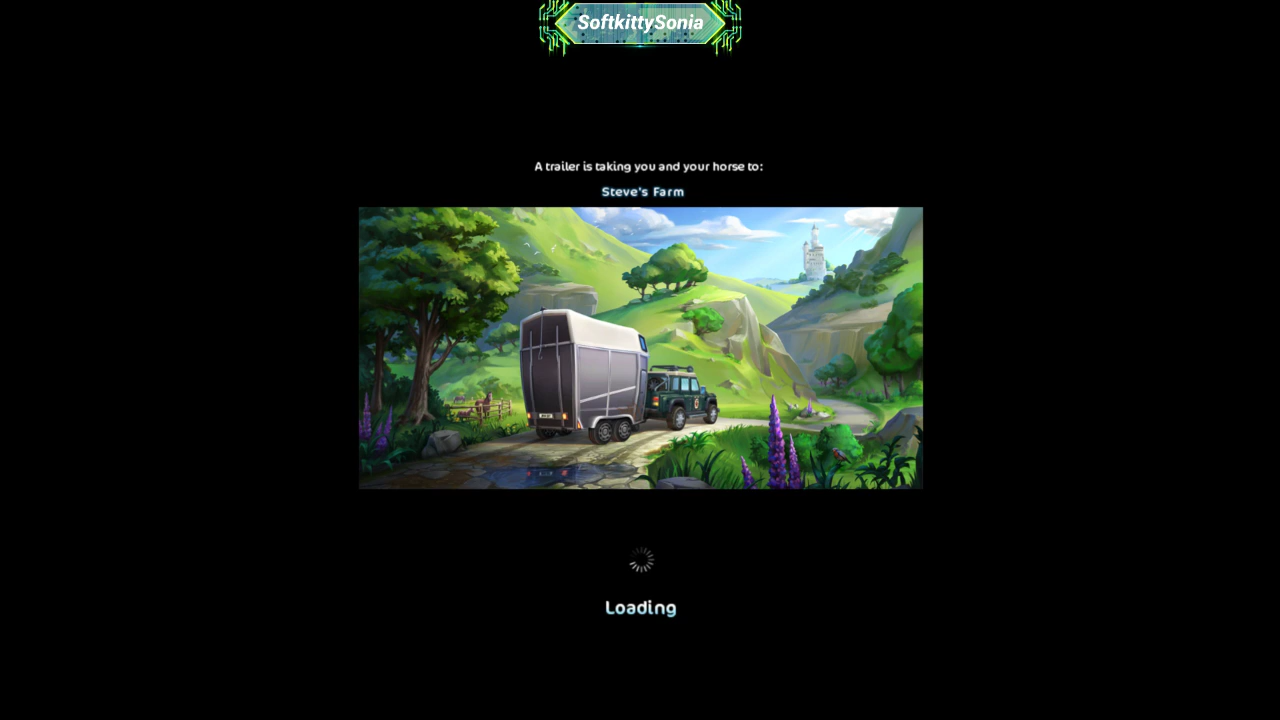 SoftkittySonia
A trailer is taking you and your horse to:
Steve's Farm
Loading